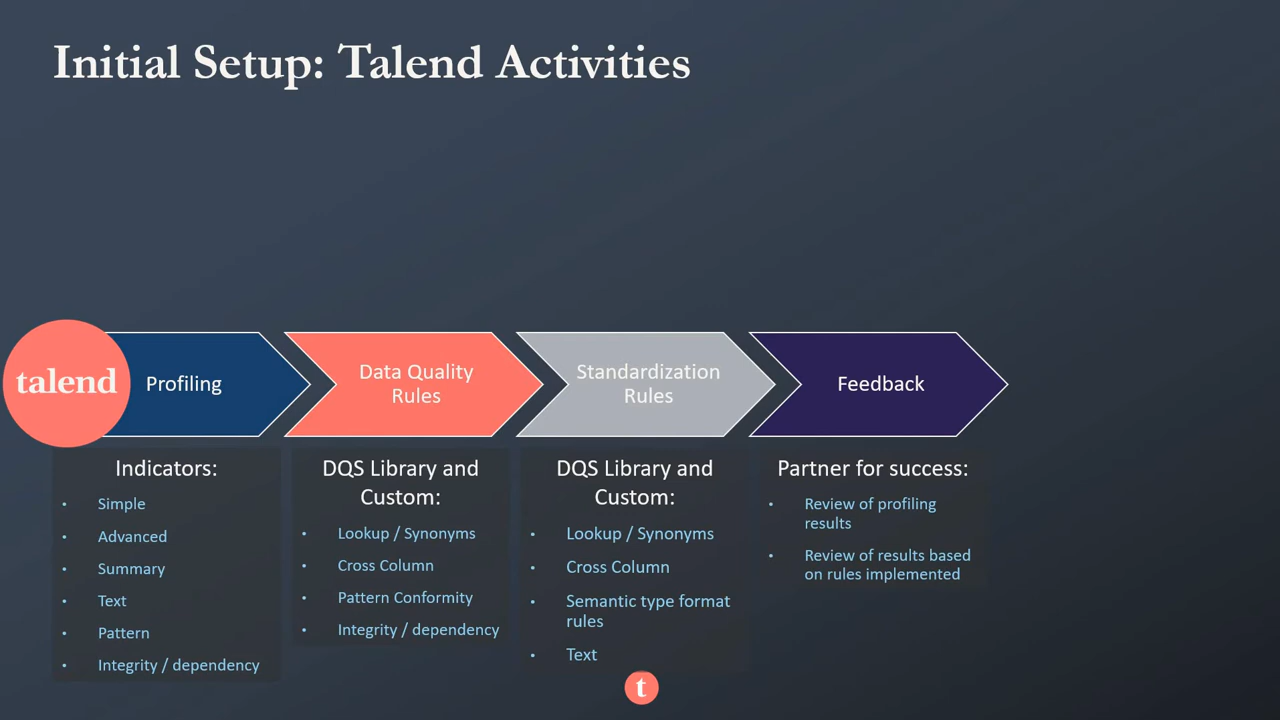 Initial Setup: Talend Activities
talend
Profiling
Data Quality
Rules
Standardization
Rules
Feedback
Indicators:
• Simple
• Advanced
• Summary
• Text
• Pattern
• Integrity / dependency
DQS Library and
Custom:
• Lookup / Synonyms
• Cross Column
• Pattern Conformity
• Integrity / dependency
DQS Library and
Custom:
• Lookup / Synonyms
• Cross Column
• Semantic type format
rules
• Text
Partner for success:
• Review of profiling
results
• Review of results based
on rules implemented
t